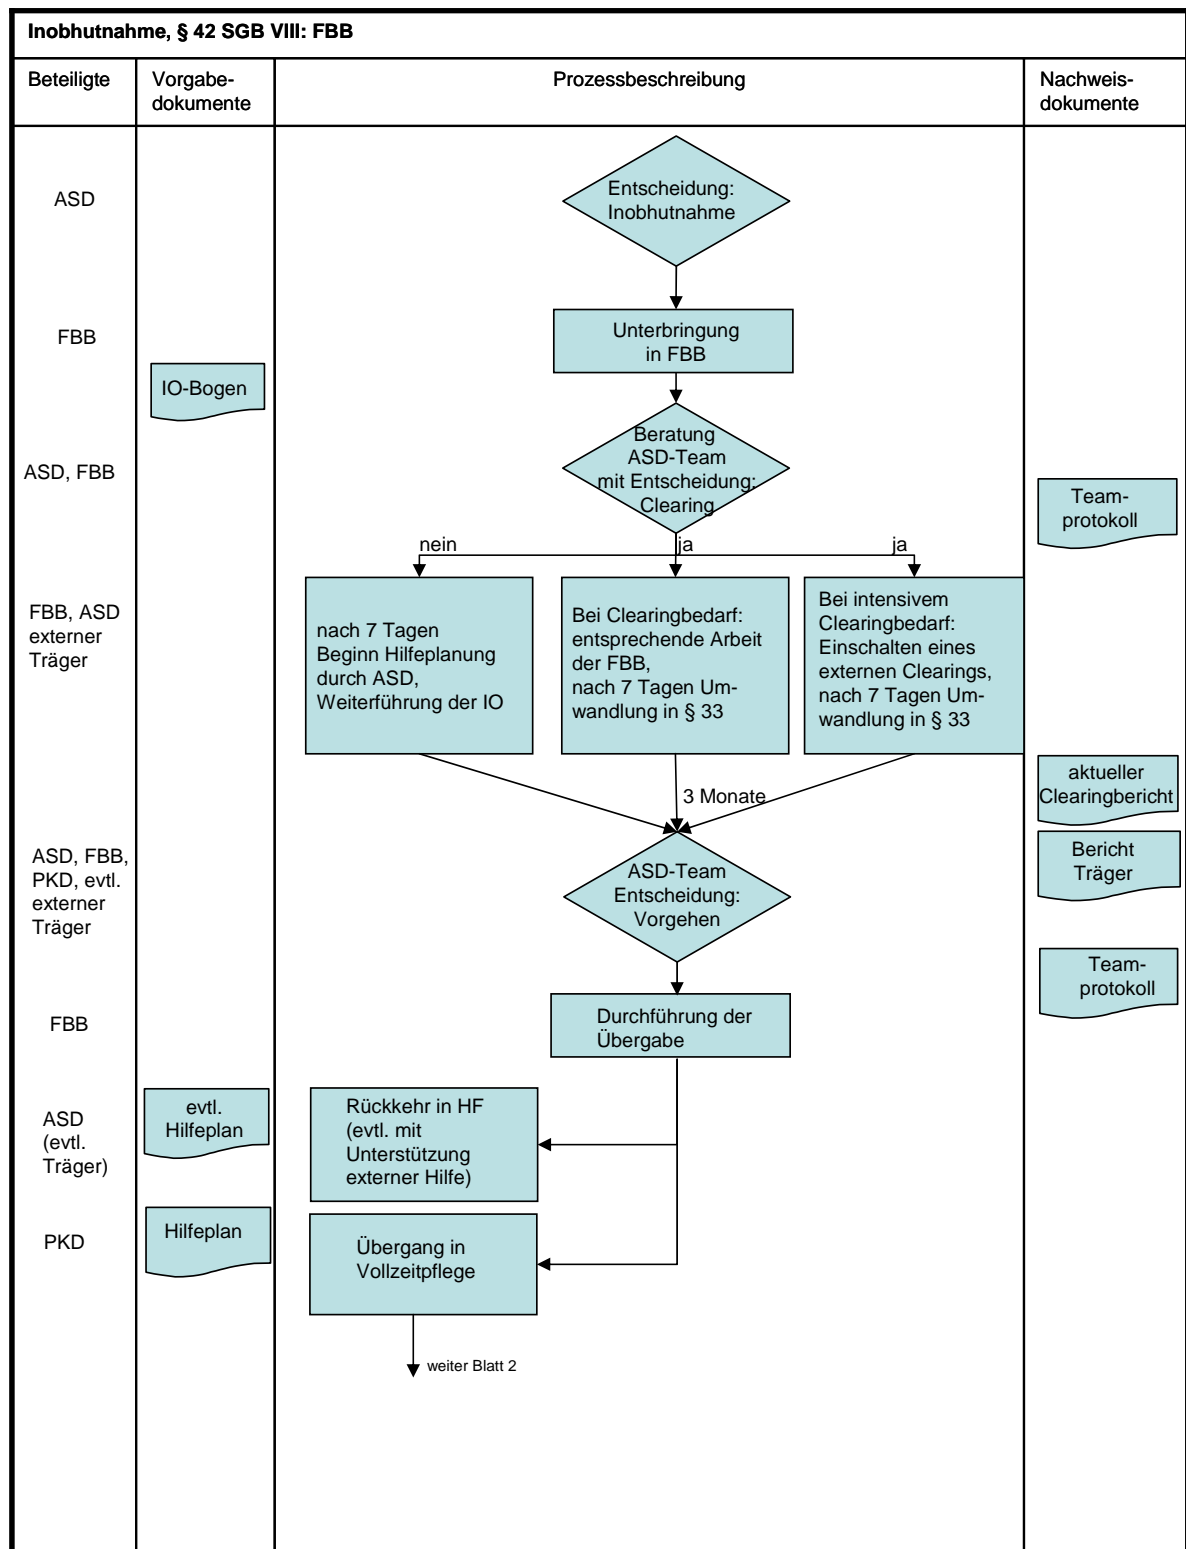 Inobhutnahme, § 42 SGB VIII: FBB
Beteiligte
Vorgabe-
dokumente
Prozessbeschreibung
Nachweis-
dokumente
ASD
Entscheidung:
Inobhutnahme
FBB
Unterbringung
in FBB
IO-Bogen
ASD, FBB
Beratung
ASD-Team
mit Entscheidung:
Clearing
Team-
protokoll
nein
ja
ja
FBB, ASD
externer
Träger
nach 7 Tagen
Beginn Hilfeplanung
durch ASD,
Weiterführung der IO
Bei Clearingbedarf:
entsprechende Arbeit
der FBB,
nach 7 Tagen Um-
wandlung in § 33
Bei intensivem
Clearingbedarf:
Einschalten eines
externen Clearings,
nach 7 Tagen Um-
wandlung in § 33
aktueller
Clearingbericht
3 Monate
ASD, FBB,
PKD, evtl.
externer
Träger
ASD-Team
Entscheidung:
Vorgehen
Bericht
Träger
Team-
protokoll
FBB
Durchführung der
Übergabe
ASD
(evtl.
Träger)
evtl.
Hilfeplan
Rückkehr in HF
(evtl. mit
Unterstützung
externer Hilfe)
PKD
Hilfeplan
Übergang in
Vollzeitpflege
weiter Blatt 2